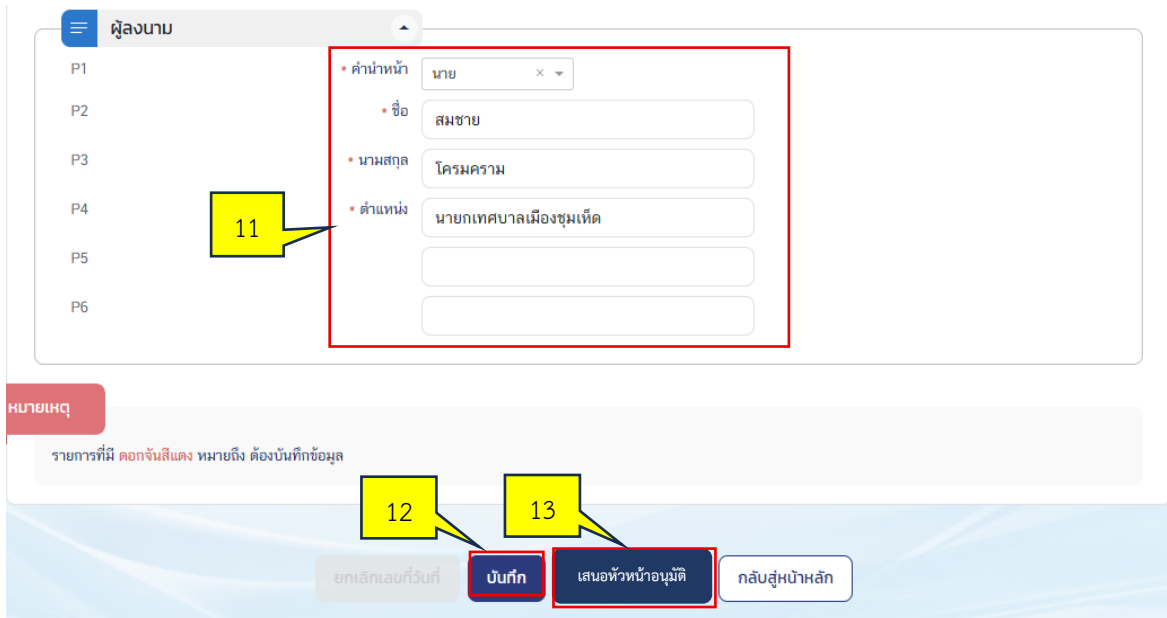 ผู้ลงนาม
P1 * คำนำหน้า นาย × 
P2 * ชื่อ สมชาย
P3 * นามสกุล โครมคราม
P4 * ตำแหน่ง นายกเทศบาลเมืองชุมเห็ด
11
P5
P6
หมายเหตุ
รายการที่มี ดอกจันสีแดง หมายถึง ต้องบันทึกข้อมูล
12 13
ยกเลิกเลขที่วันที่ บันทึก เสนอหัวหน้าอนุมัติ กลับสู่หน้าหลัก